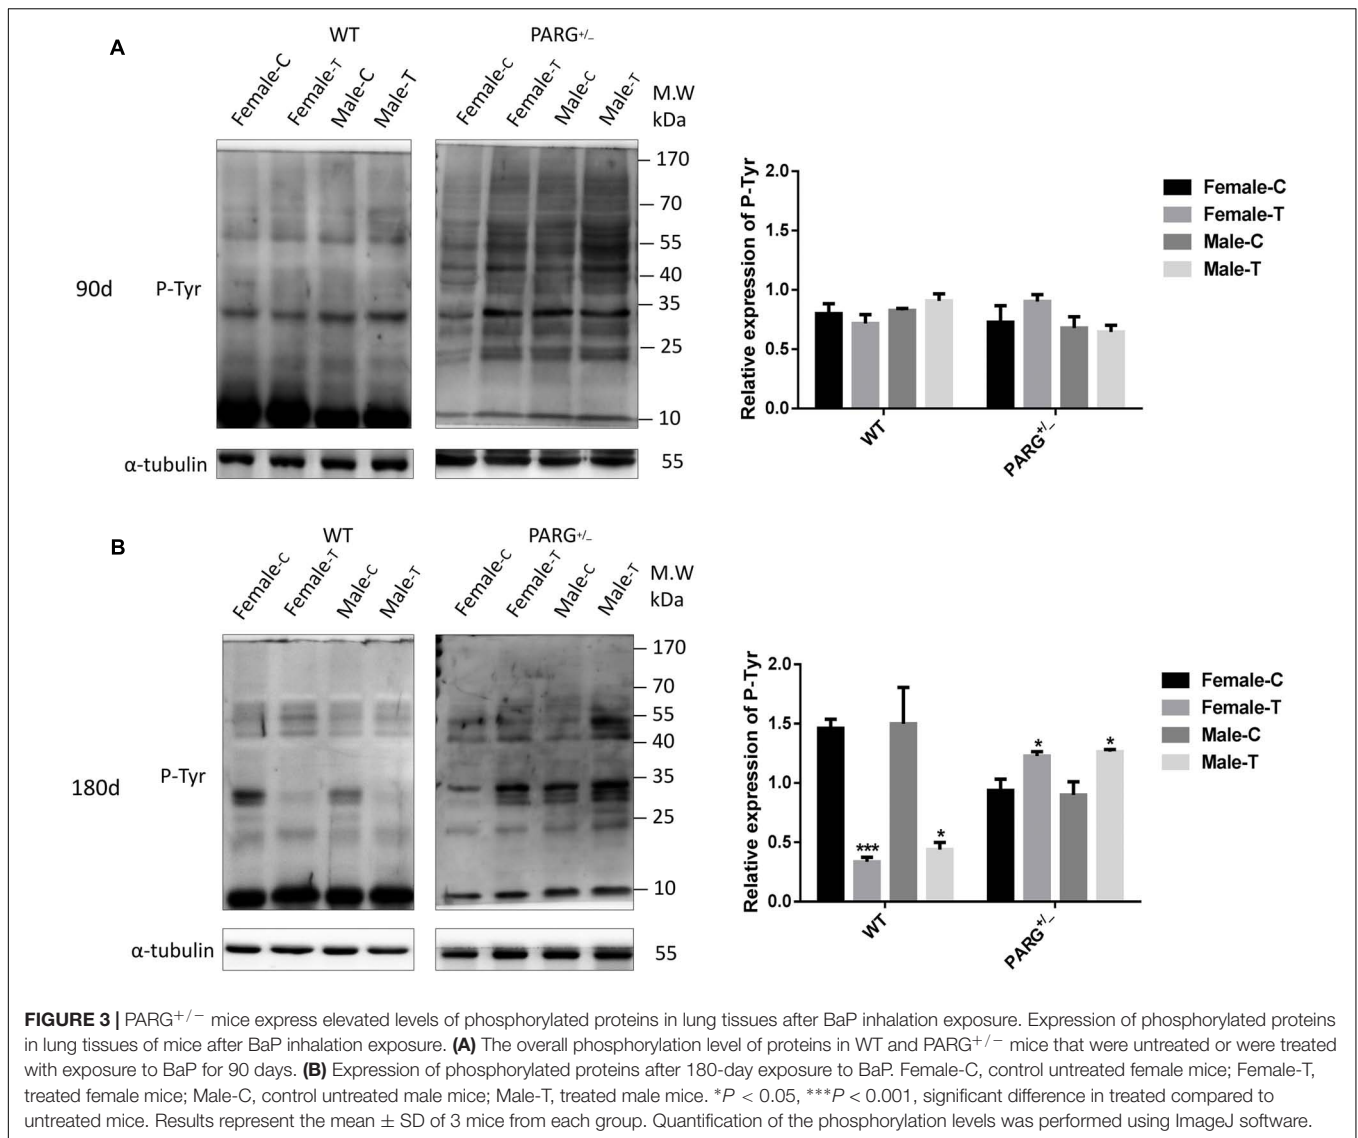 A
WT
PARG+/−
Female-C
Female-T
Male-C
Male-T
Female-C
Female-T
Male-C
Male-T
M.W
kDa
170
70
55
40
35
25
10
90d
P-Tyr
α-tubulin
55
Relative expression of P-Tyr
2.0
1.5
1.0
0.5
0.0
WT
PARG+/−
Female-C
Female-T
Male-C
Male-T
B
WT
PARG+/−
Female-C
Female-T
Male-C
Male-T
Female-C
Female-T
Male-C
Male-T
M.W
kDa
170
70
55
40
35
25
10
180d
P-Tyr
α-tubulin
55
Relative expression of P-Tyr
2.0
1.5
1.0
0.5
0.0
***
*
*
*
WT
PARG+/−
Female-C
Female-T
Male-C
Male-T
FIGURE 3 | PARG+/− mice express elevated levels of phosphorylated proteins in lung tissues after BaP inhalation exposure. Expression of phosphorylated proteins
in lung tissues of mice after BaP inhalation exposure. (A) The overall phosphorylation level of proteins in WT and PARG+/− mice that were untreated or were treated
with exposure to BaP for 90 days. (B) Expression of phosphorylated proteins after 180-day exposure to BaP. Female-C, control untreated female mice; Female-T,
treated female mice; Male-C, control untreated male mice; Male-T, treated male mice. *P < 0.05, ***P < 0.001, significant difference in treated compared to
untreated mice. Results represent the mean ± SD of 3 mice from each group. Quantification of the phosphorylation levels was performed using ImageJ software.